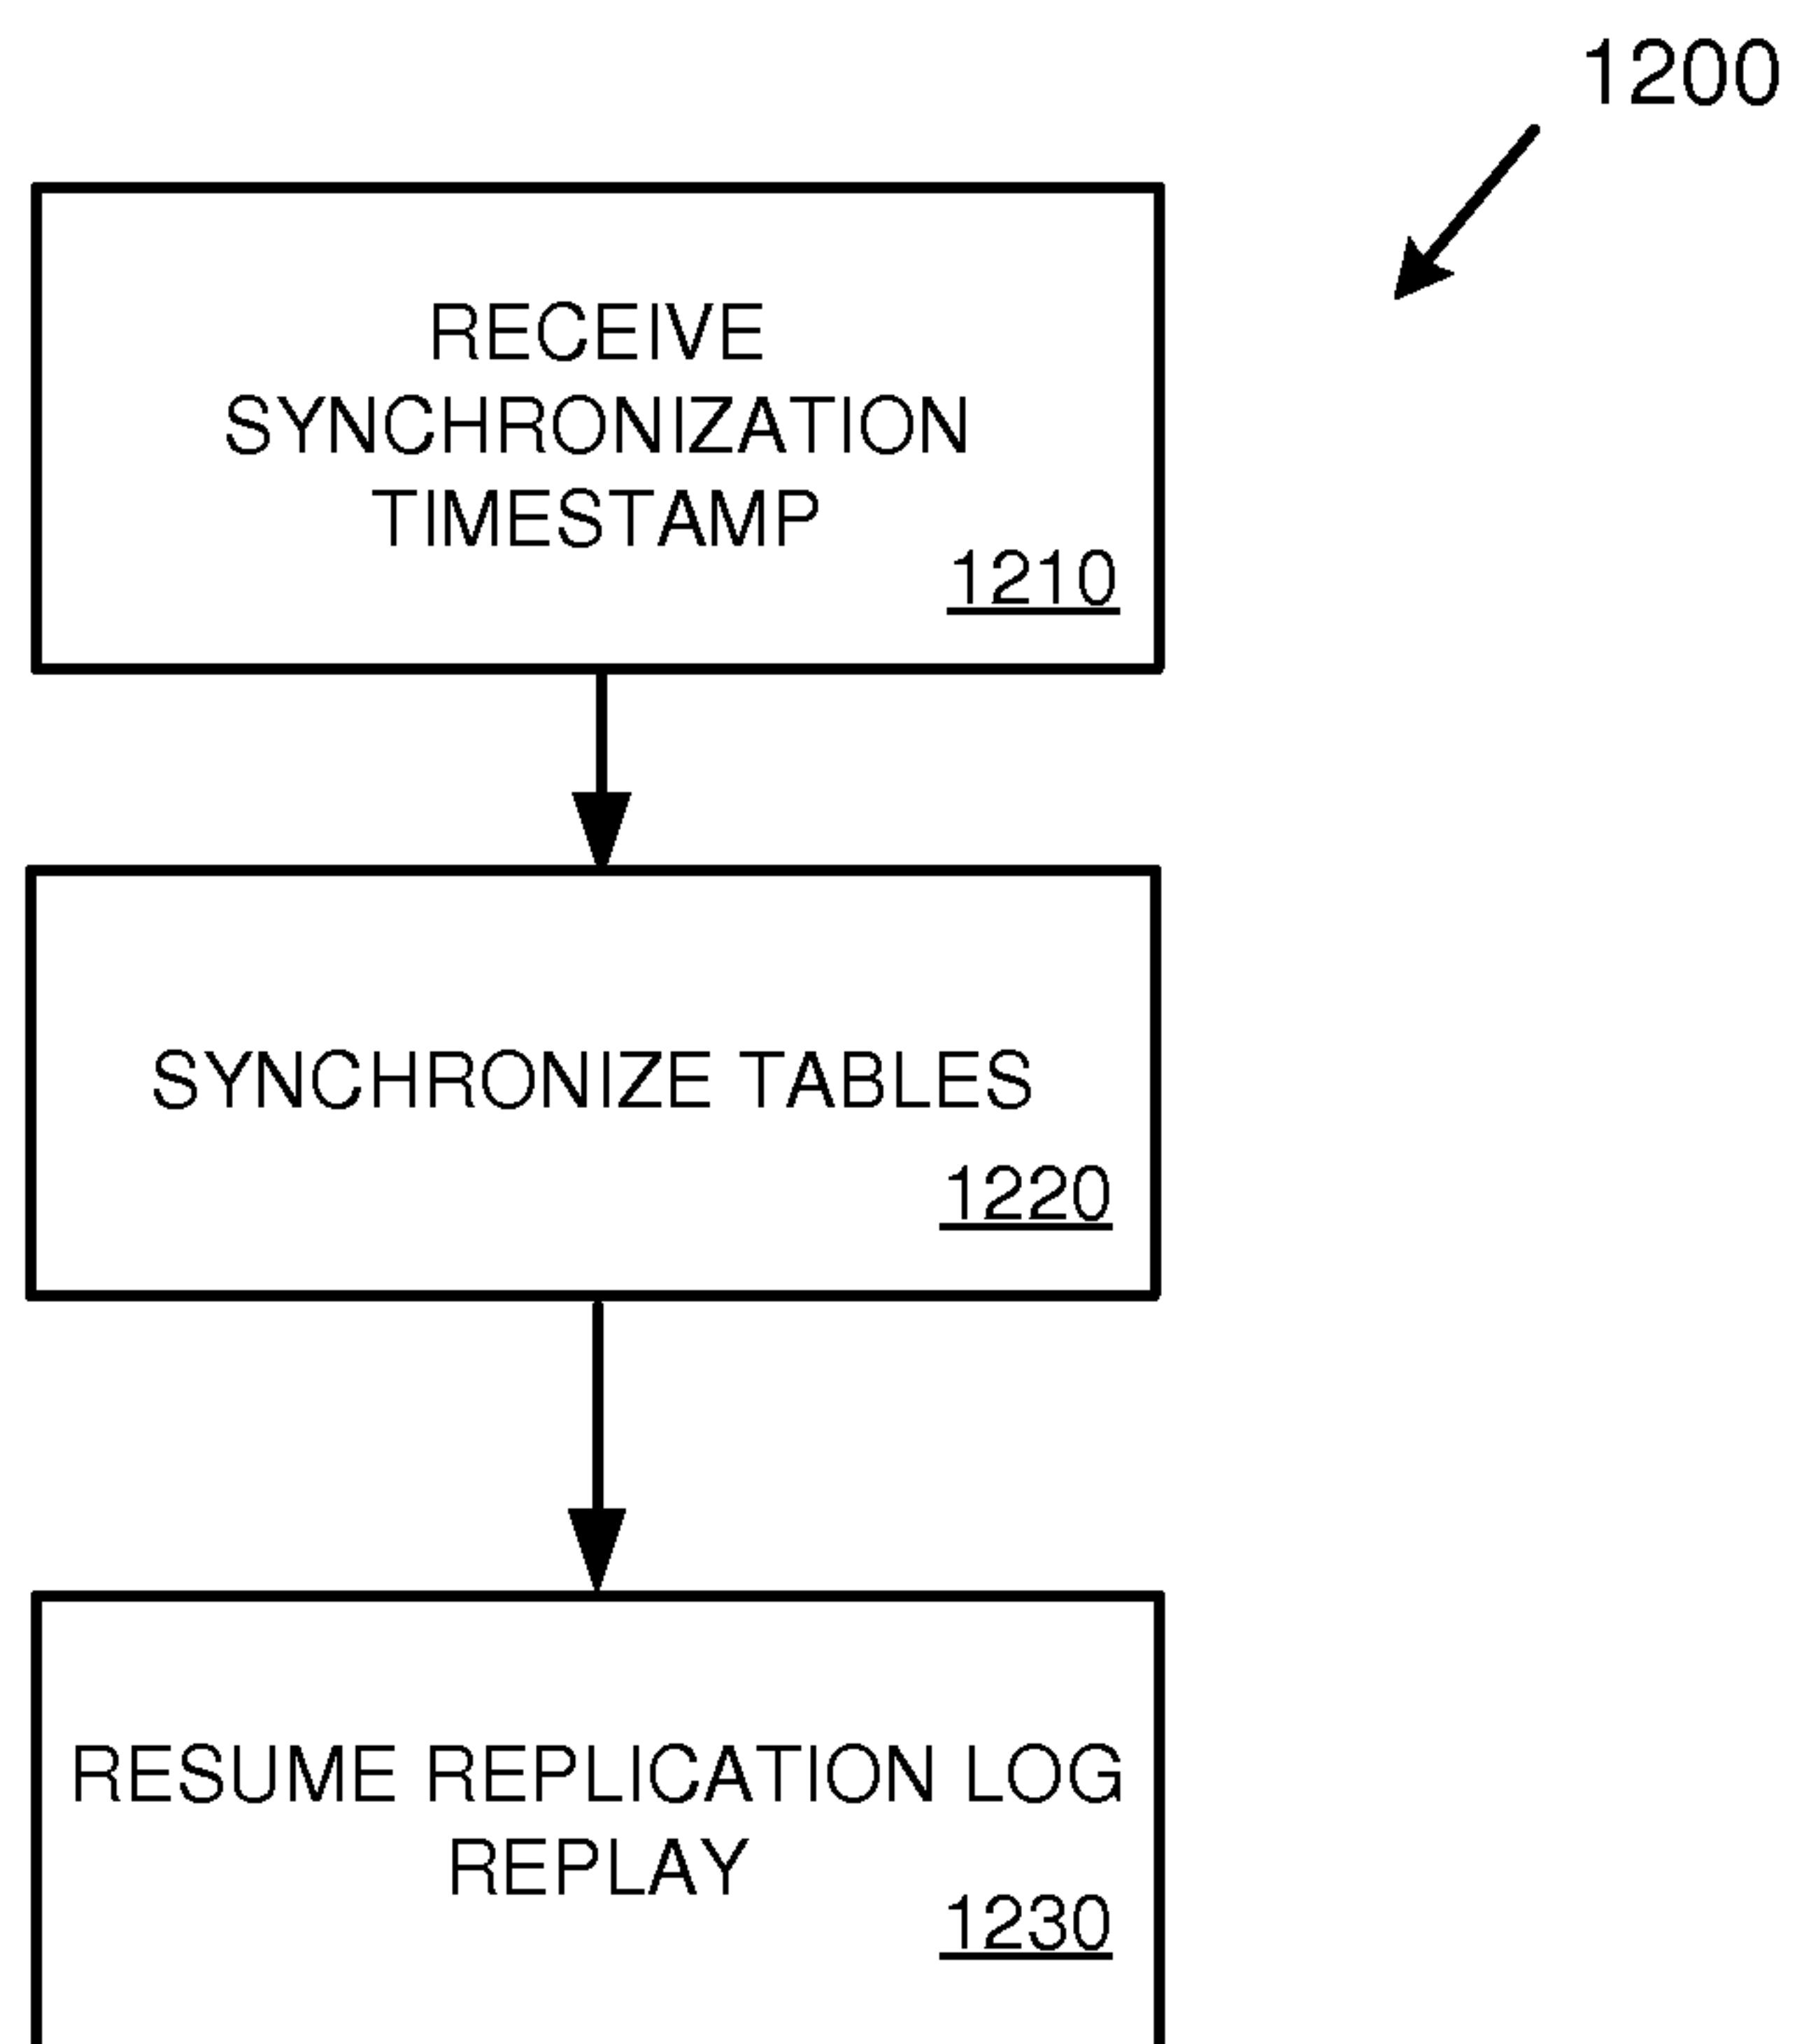 1200
RECEIVE
SYNCHRONIZATION
TIMESTAMP
1210
SYNCHRONIZE TABLES
1220
RESUME REPLICATION LOG
REPLAY
1230